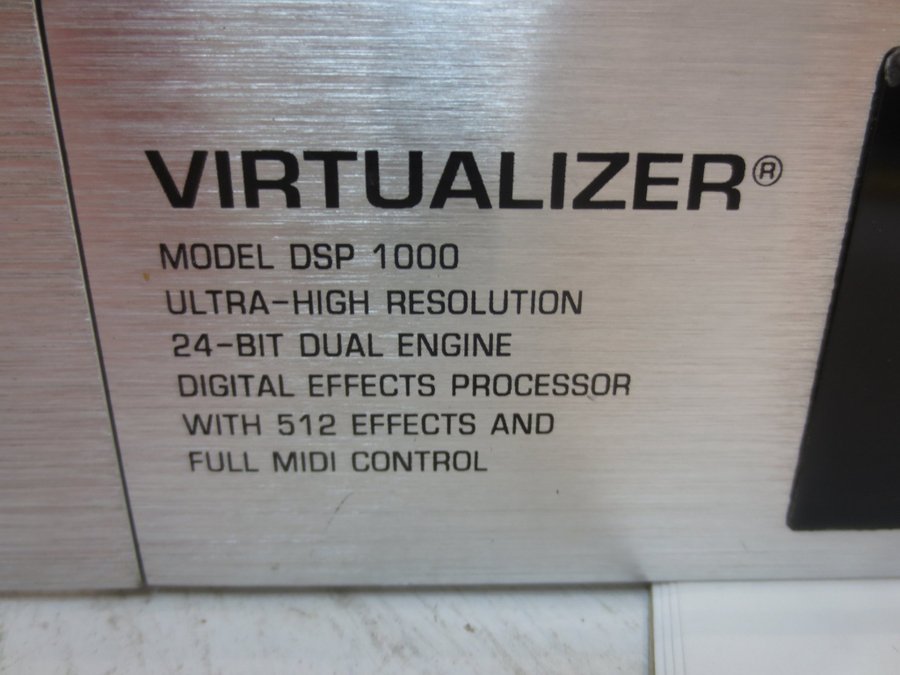 VIRTUALIZER®
MODEL DSP 1000
ULTRA-HIGH RESOLUTION
24-BIT DUAL ENGINE
DIGITAL EFFECTS PROCESSOR
WITH 512 EFFECTS AND
FULL MIDI CONTROL